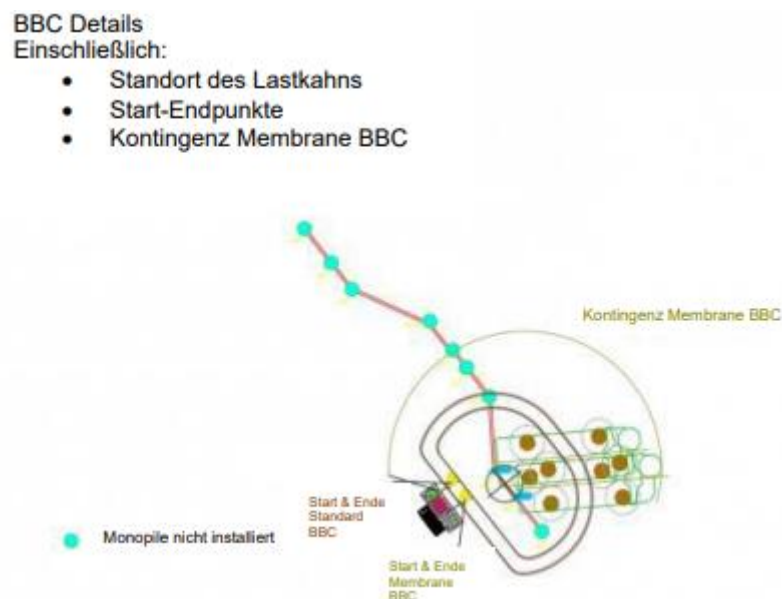 BBC Details
Einschließlich:
• Standort des Lastkahns
• Start-Endpunkte
• Kontingenz Membrane BBC
Kontingenz Membrane BBC
Start & Ende
Standard
BBC
Monopile nicht installiert
Start & Ende
Membrane
BBC